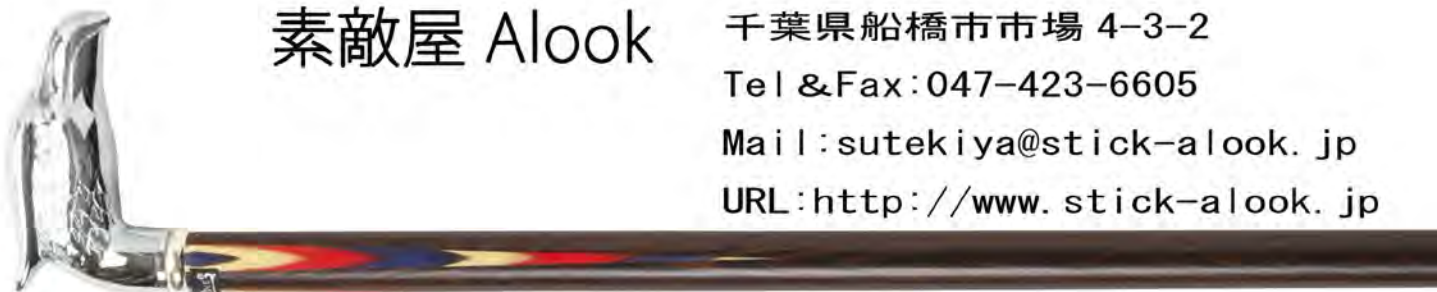 素敵屋 Alook
千葉県船橋市市場 4-3-2
Tel&Fax:047-423-6605
Mail:sutekiya@stick-alook.jp
URL:http://www.stick-alook.jp